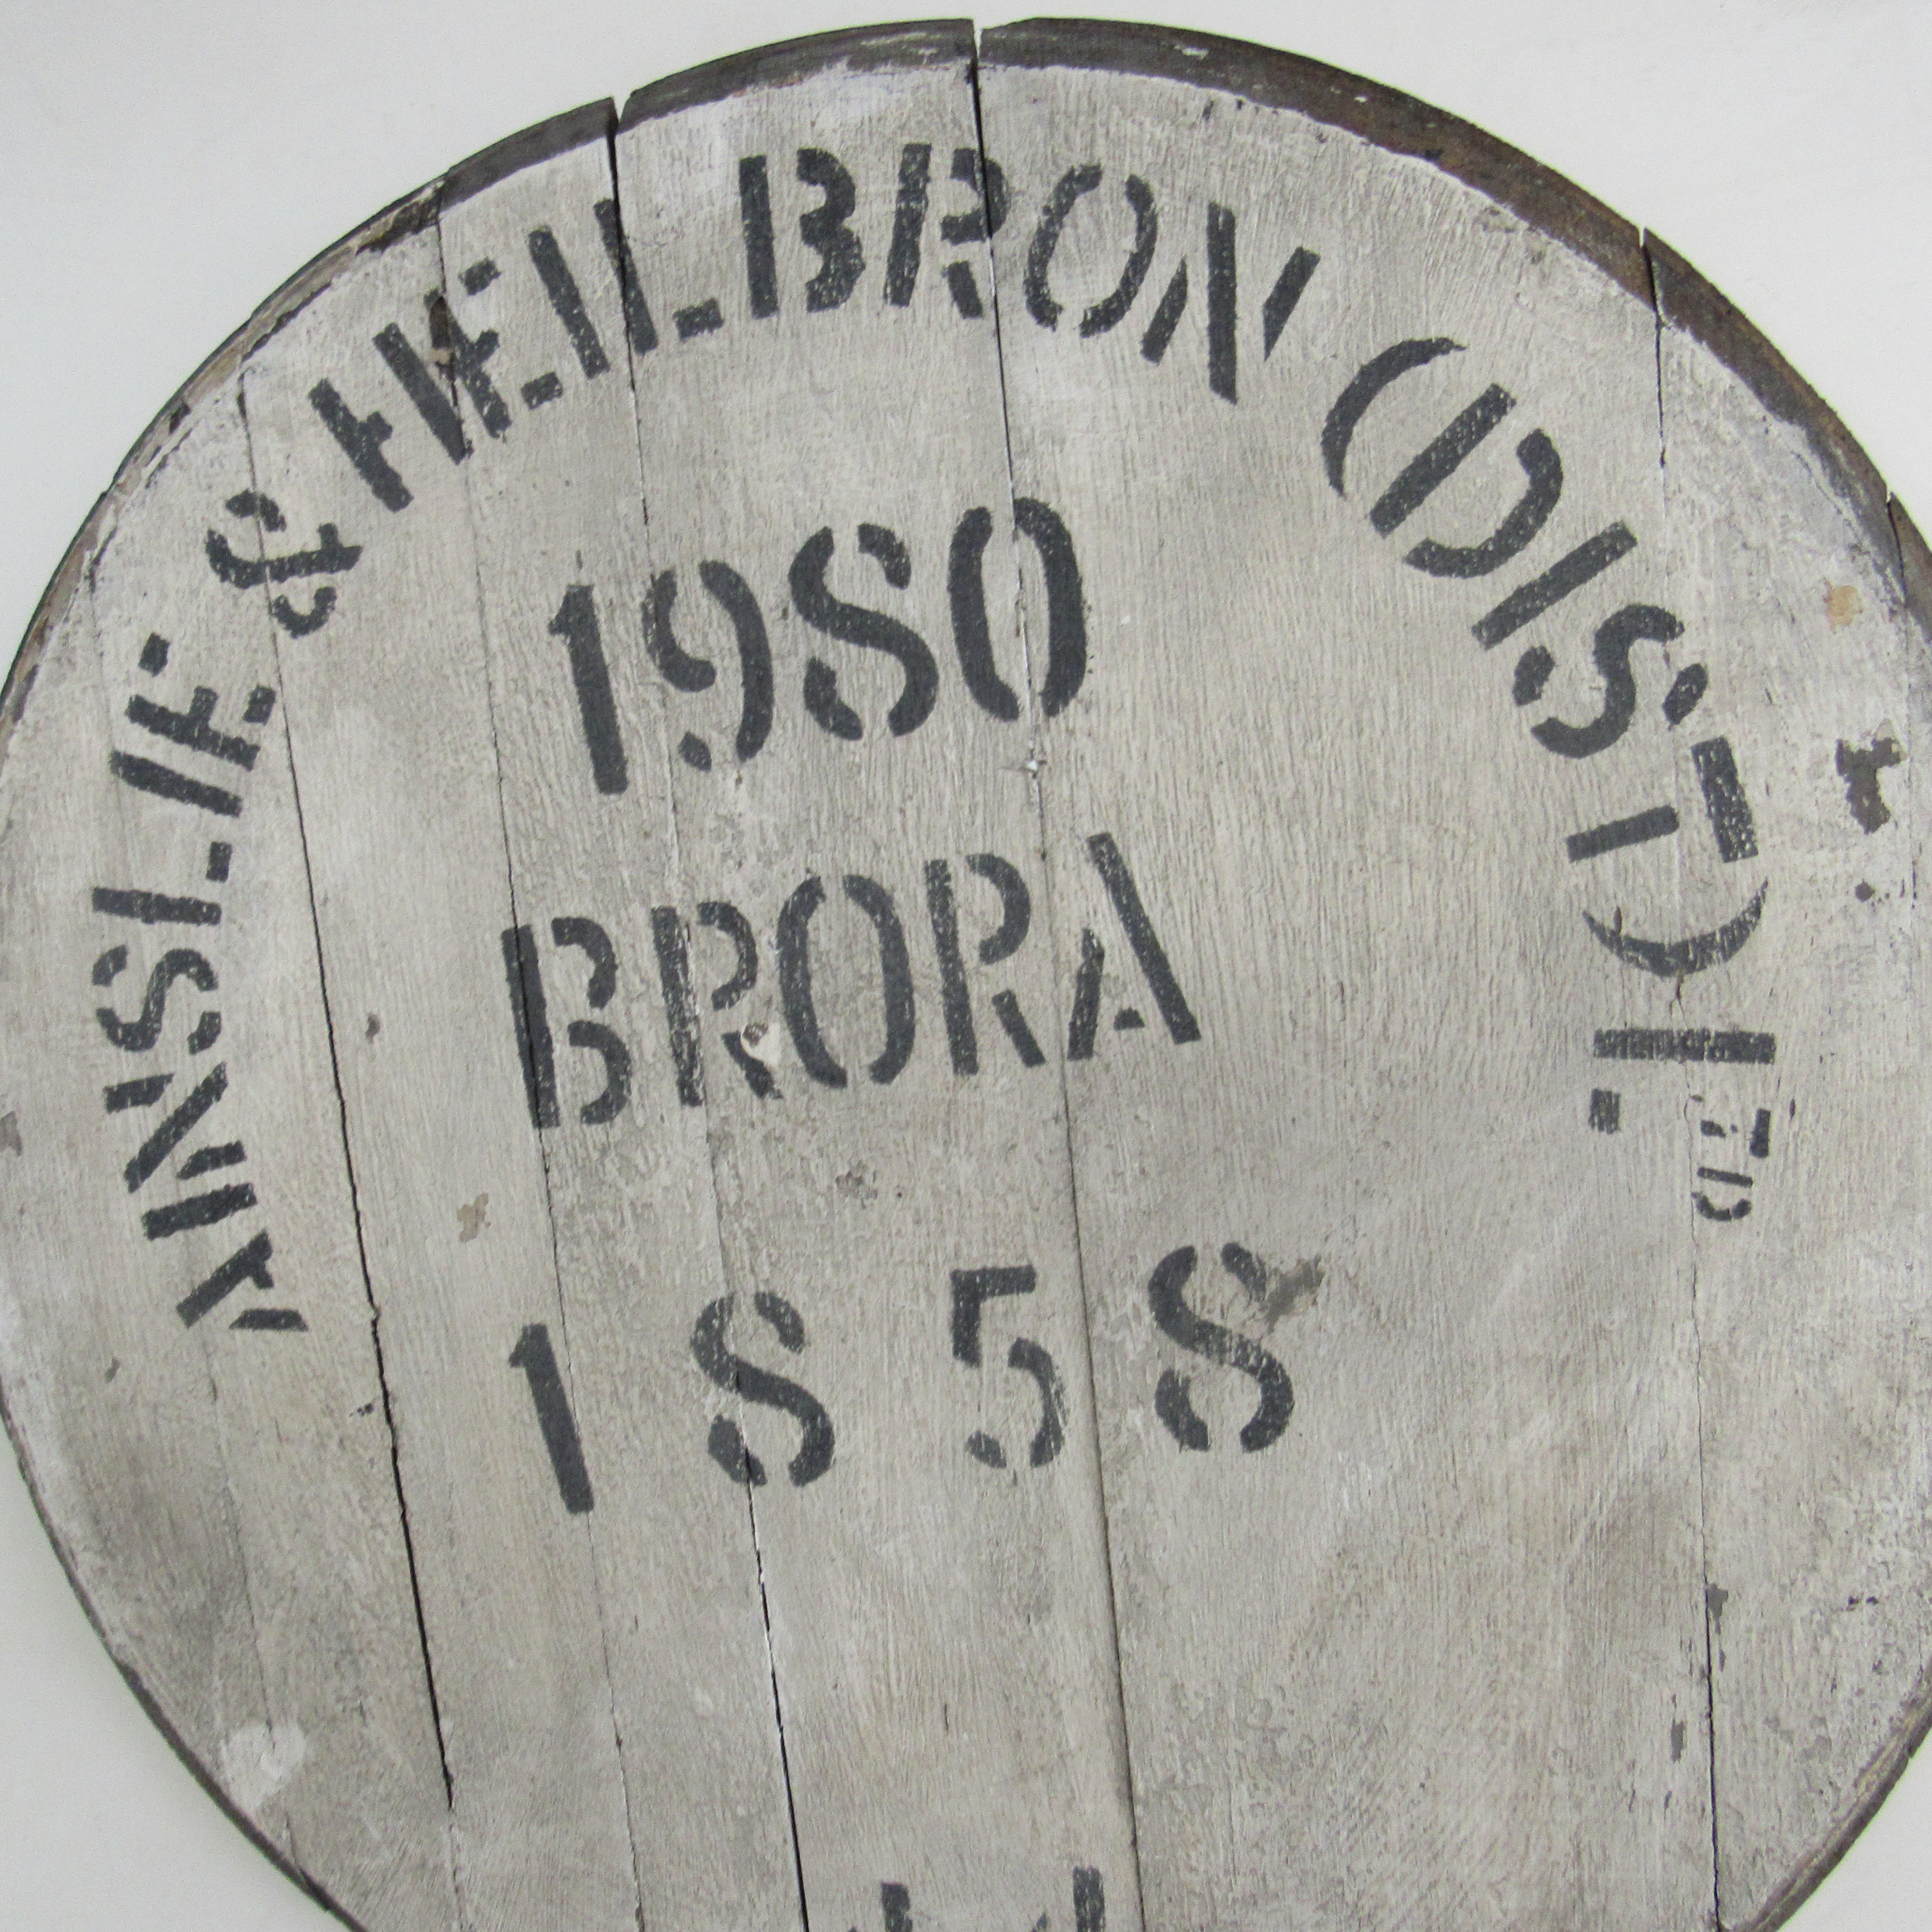 AINSLIE & HEILBRON (DIST.) LTD
1980
BRORA
1858